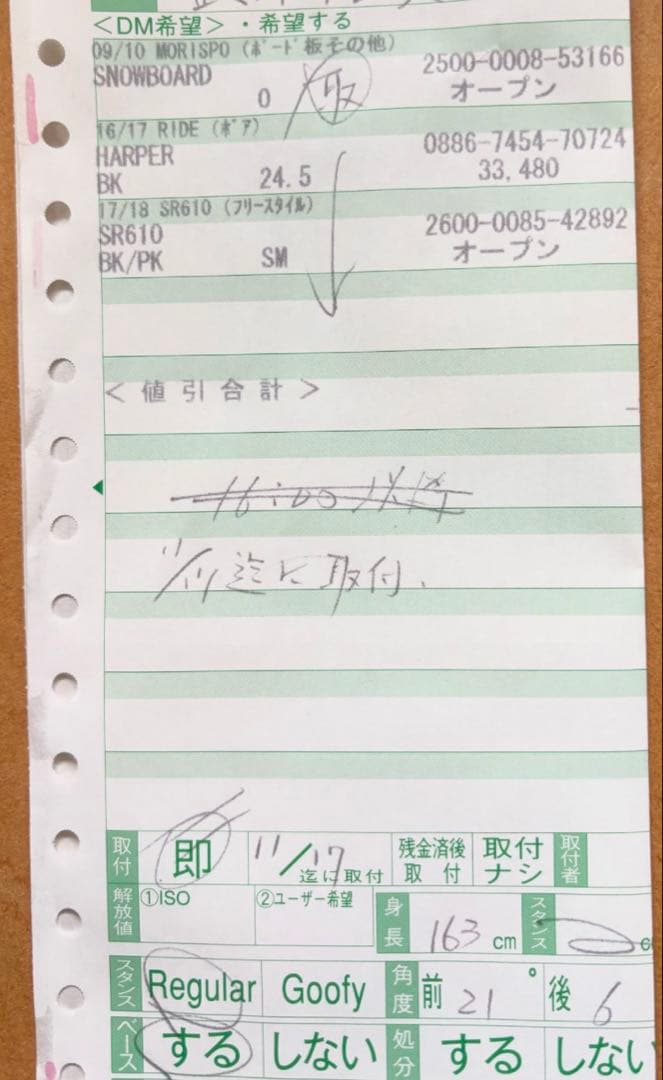 <DM希望>・希望する
09/10 MORISPO (ﾎﾞｰﾄﾞ板その他)
SNOWBOARD 2500-0008-53166
0 取 オープン
16/17 RIDE (ﾎﾞｱ)
HARPER 0886-7454-70724
BK 24.5 33,480
17/18 SR610 (ﾌﾘｰｽﾀｲﾙ)
SR610 2600-0085-42892
BK/PK SM オープン
<値引合計> -
16:00以降
迄に取付.
取付 即 11/17迄に取付 残金済後取付 取付ナシ 取付者
解放値 ①ISO ②ユーザー希望 身長 163 cm スタンス
スタンス Regular Goofy 角度 前 21° 後 6
ベース する しない 処分 する しない